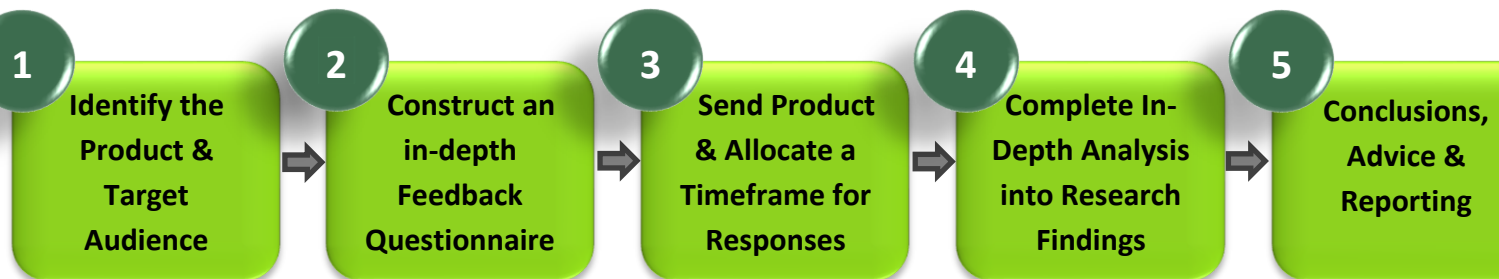 1
Identify the
Product &
Target
Audience
2
Construct an
in-depth
Feedback
Questionnaire
3
Send Product
& Allocate a
Timeframe for
Responses
4
Complete In-
Depth Analysis
into Research
Findings
5
Conclusions,
Advice &
Reporting